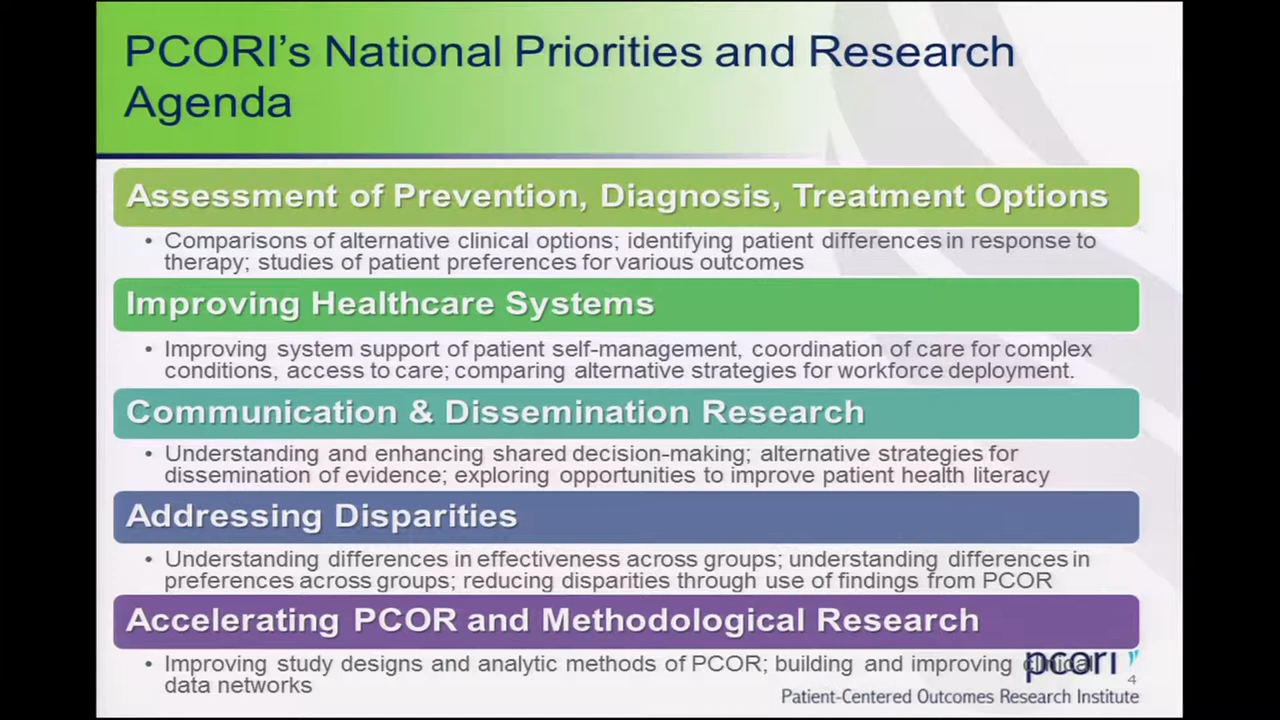 PCORI's National Priorities and Research
Agenda
Assessment of Prevention, Diagnosis, Treatment Options
• Comparisons of alternative clinical options; identifying patient differences in response to
therapy; studies of patient preferences for various outcomes
Improving Healthcare Systems
• Improving system support of patient self-management, coordination of care for complex
conditions, access to care; comparing alternative strategies for workforce deployment.
Communication & Dissemination Research
• Understanding and enhancing shared decision-making; alternative strategies for
dissemination of evidence; exploring opportunities to improve patient health literacy
Addressing Disparities
• Understanding differences in effectiveness across groups; understanding differences in
preferences across groups; reducing disparities through use of findings from PCOR
Accelerating PCOR and Methodological Research
• Improving study designs and analytic methods of PCOR; building and improving clinical
data networks
pcori
4
Patient-Centered Outcomes Research Institute